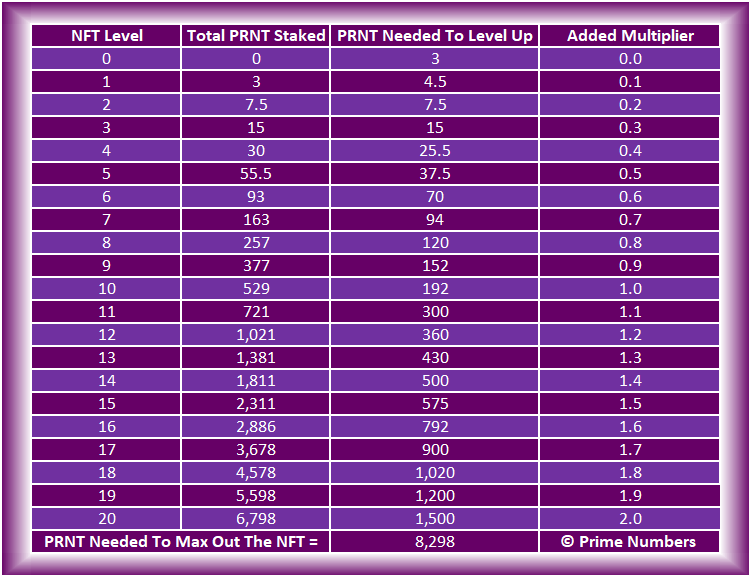 NFT Level Total PRNT Staked PRNT Needed To Level Up Added Multiplier
0 0 3 0.0
1 3 4.5 0.1
2 7.5 7.5 0.2
3 15 15 0.3
4 30 25.5 0.4
5 55.5 37.5 0.5
6 93 70 0.6
7 163 94 0.7
8 257 120 0.8
9 377 152 0.9
10 529 192 1.0
11 721 300 1.1
12 1,021 360 1.2
13 1,381 430 1.3
14 1,811 500 1.4
15 2,311 575 1.5
16 2,886 792 1.6
17 3,678 900 1.7
18 4,578 1,020 1.8
19 5,598 1,200 1.9
20 6,798 1,500 2.0
PRNT Needed To Max Out The NFT = 8,298 © Prime Numbers